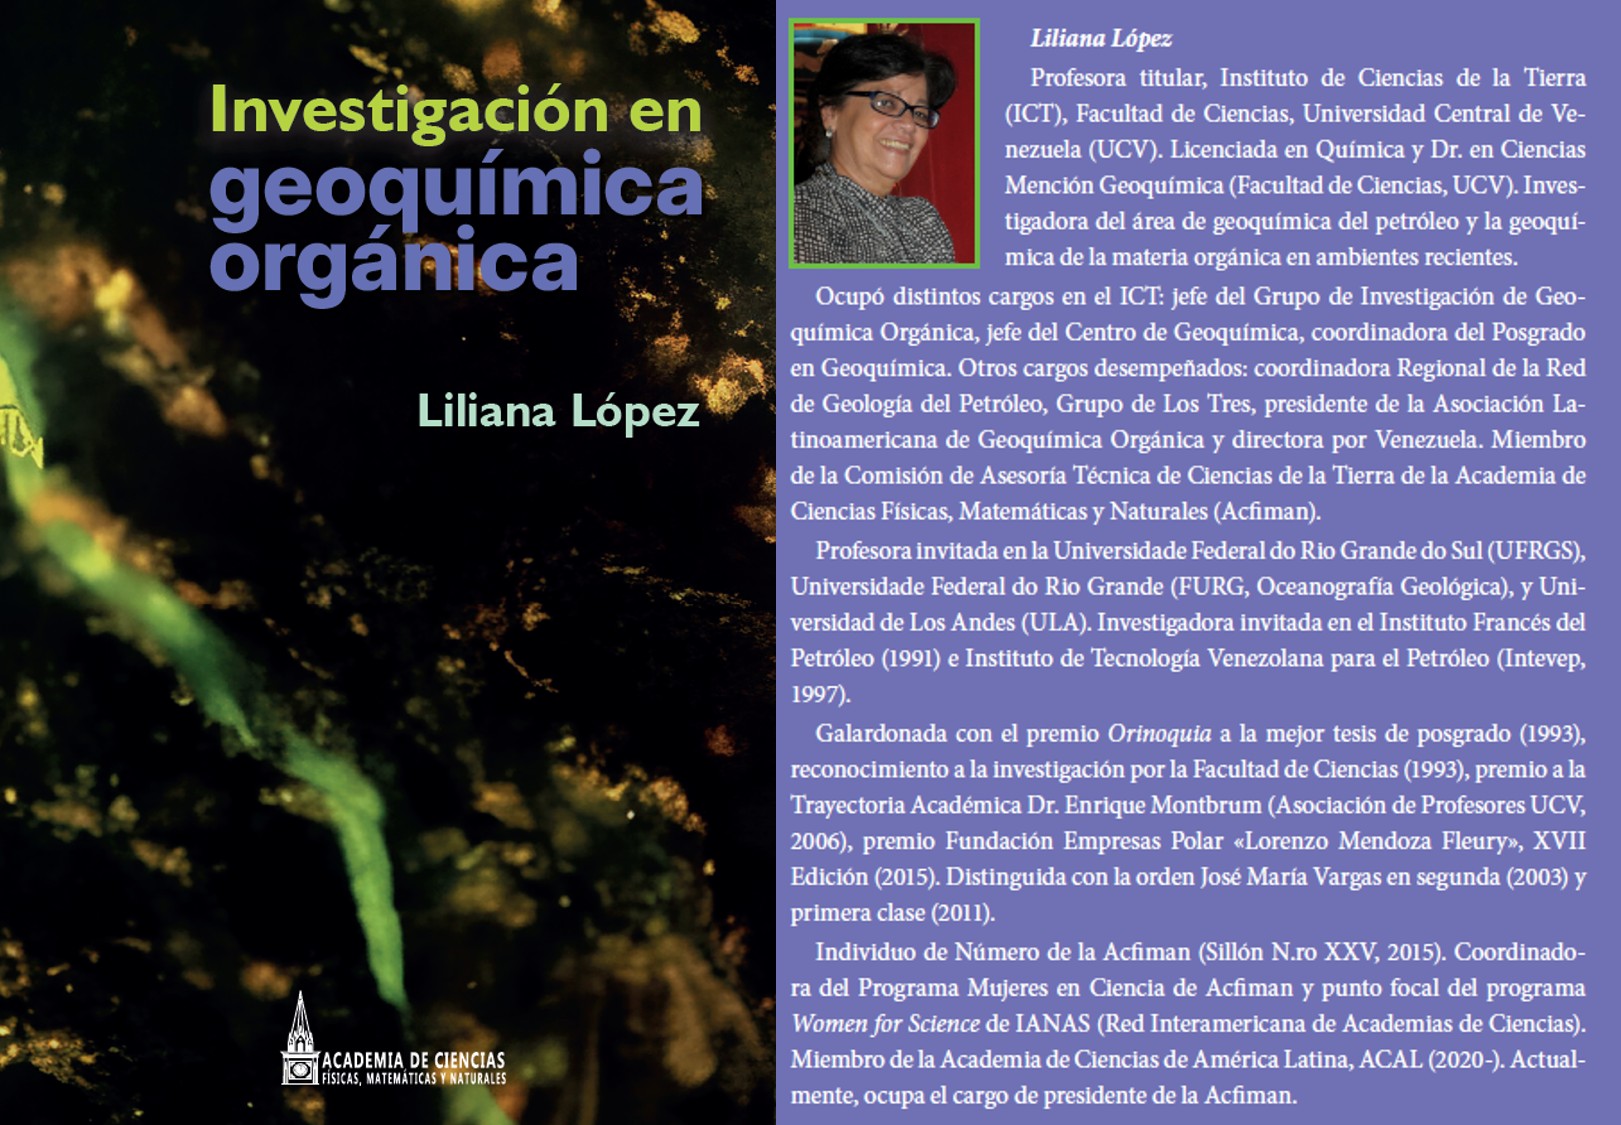 Investigación en
geoquímica
orgánica
Liliana López
ACADEMIA DE CIENCIAS
FÍSICAS, MATEMÁTICAS Y NATURALES
Liliana López
Profesora titular, Instituto de Ciencias de la Tierra
(ICT), Facultad de Ciencias, Universidad Central de Ve-
nezuela (UCV). Licenciada en Química y Dr. en Ciencias
Mención Geoquímica (Facultad de Ciencias, UCV). Inves-
tigadora del área de geoquímica del petróleo y la geoquí-
mica de la materia orgánica en ambientes recientes.
Ocupó distintos cargos en el ICT: jefe del Grupo de Investigación de Geo-
química Orgánica, jefe del Centro de Geoquímica, coordinadora del Posgrado
en Geoquímica. Otros cargos desempeñados: coordinadora Regional de la Red
de Geología del Petróleo, Grupo de Los Tres, presidente de la Asociación La-
tinoamericana de Geoquímica Orgánica y directora por Venezuela. Miembro
de la Comisión de Asesoría Técnica de Ciencias de la Tierra de la Academia de
Ciencias Físicas, Matemáticas y Naturales (Acfiman).
Profesora invitada en la Universidade Federal do Rio Grande do Sul (UFRGS),
Universidade Federal do Rio Grande (FURG, Oceanografía Geológica), y Uni-
versidad de Los Andes (ULA). Investigadora invitada en el Instituto Francés del
Petróleo (1991) e Instituto de Tecnología Venezolana para el Petróleo (Intevep,
1997).
Galardonada con el premio Orinoquia a la mejor tesis de posgrado (1993),
reconocimiento a la investigación por la Facultad de Ciencias (1993), premio a la
Trayectoria Académica Dr. Enrique Montbrum (Asociación de Profesores UCV,
2006), premio Fundación Empresas Polar «Lorenzo Mendoza Fleury», XVII
Edición (2015). Distinguida con la orden José María Vargas en segunda (2003) y
primera clase (2011).
Individuo de Número de la Acfiman (Sillón N.ro XXV, 2015). Coordinado-
ra del Programa Mujeres en Ciencia de Acfiman y punto focal del programa
Women for Science de IANAS (Red Interamericana de Academias de Ciencias).
Miembro de la Academia de Ciencias de América Latina, ACAL (2020-). Actual-
mente, ocupa el cargo de presidente de la Acfiman.